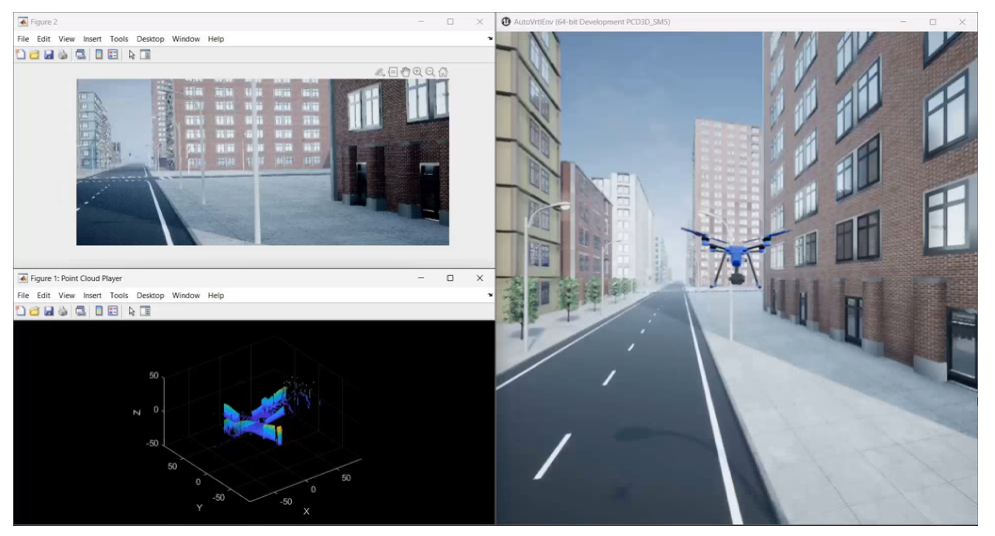 Figure 2
File Edit View Insert Tools Desktop Window Help
Figure 1: Point Cloud Player
File Edit View Insert Tools Desktop Window Help
50
0
-50
Z
50
0
-50
Y
50
0
-50
X
AutoVrtlEnv (64-bit Development PCD3D_SM5)